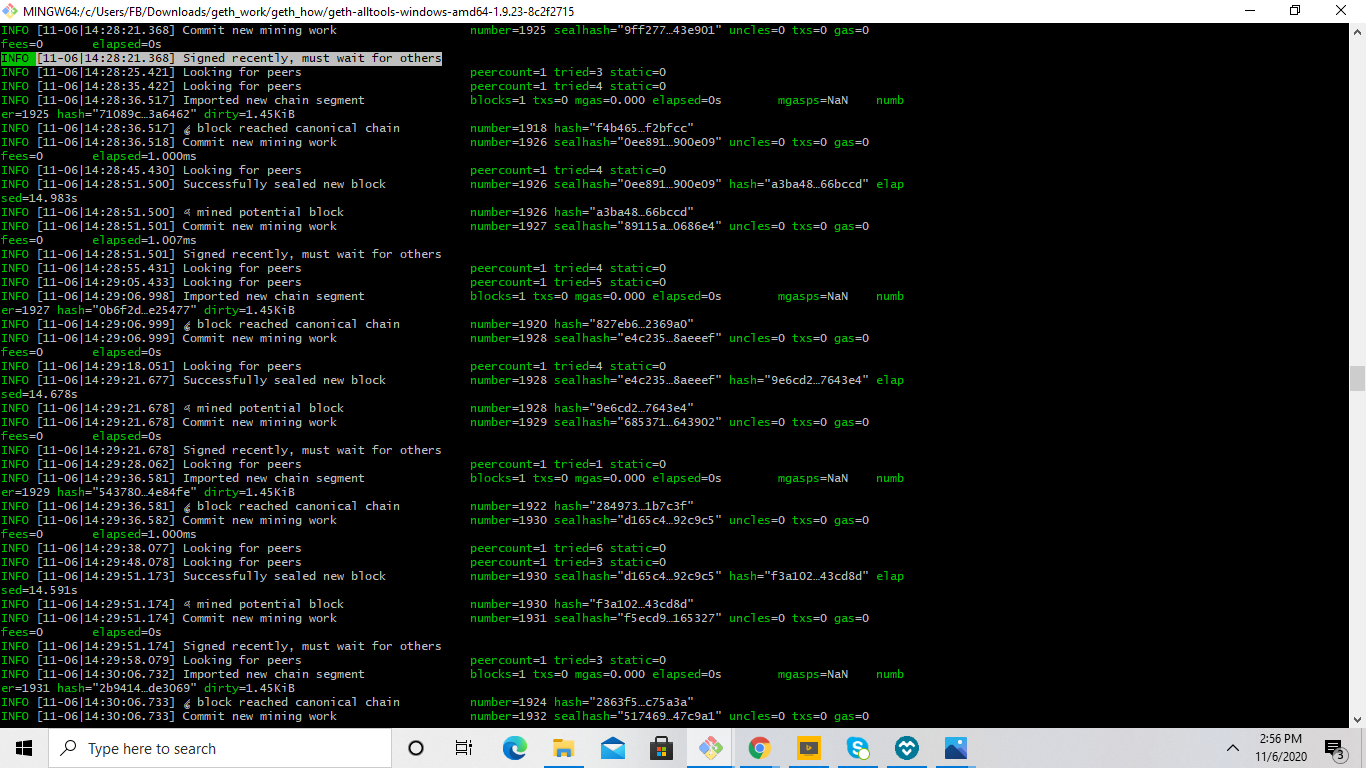 MINGW64:/c/Users/FB/Downloads/geth_work/geth_how/geth-alltools-windows-amd64-1.9.23-8c2f2715
INFO [11-06|14:28:21.368] Commit new mining work number=1925 sealhash="9ff277…43e901" uncles=0 txs=0 gas=0
fees=0 elapsed=0s
INFO [11-06|14:28:21.368] Signed recently, must wait for others
INFO [11-06|14:28:25.421] Looking for peers peercount=1 tried=3 static=0
INFO [11-06|14:28:35.422] Looking for peers peercount=1 tried=4 static=0
INFO [11-06|14:28:36.517] Imported new chain segment blocks=1 txs=0 mgas=0.000 elapsed=0s mgasps=NaN numb
er=1925 hash="71089c…3a6462" dirty=1.45KiB
INFO [11-06|14:28:36.517] 🔗 block reached canonical chain number=1918 hash="f4b465…f2bfcc"
INFO [11-06|14:28:36.518] Commit new mining work number=1926 sealhash="0ee891…900e09" uncles=0 txs=0 gas=0
fees=0 elapsed=1.000ms
INFO [11-06|14:28:45.430] Looking for peers peercount=1 tried=4 static=0
INFO [11-06|14:28:51.500] Successfully sealed new block number=1926 sealhash="0ee891…900e09" hash="a3ba48…66bccd" elap
sed=14.983s
INFO [11-06|14:28:51.500] 🔨 mined potential block number=1926 hash="a3ba48…66bccd"
INFO [11-06|14:28:51.501] Commit new mining work number=1927 sealhash="89115a…0686e4" uncles=0 txs=0 gas=0
fees=0 elapsed=1.007ms
INFO [11-06|14:28:51.501] Signed recently, must wait for others
INFO [11-06|14:28:55.431] Looking for peers peercount=1 tried=4 static=0
INFO [11-06|14:29:05.433] Looking for peers peercount=1 tried=5 static=0
INFO [11-06|14:29:06.998] Imported new chain segment blocks=1 txs=0 mgas=0.000 elapsed=0s mgasps=NaN numb
er=1927 hash="0b6f2d…e25477" dirty=1.45KiB
INFO [11-06|14:29:06.999] 🔗 block reached canonical chain number=1920 hash="827eb6…2369a0"
INFO [11-06|14:29:06.999] Commit new mining work number=1928 sealhash="e4c235…8aeeef" uncles=0 txs=0 gas=0
fees=0 elapsed=0s
INFO [11-06|14:29:18.051] Looking for peers peercount=1 tried=4 static=0
INFO [11-06|14:29:21.677] Successfully sealed new block number=1928 sealhash="e4c235…8aeeef" hash="9e6cd2…7643e4" elap
sed=14.678s
INFO [11-06|14:29:21.678] 🔨 mined potential block number=1928 hash="9e6cd2…7643e4"
INFO [11-06|14:29:21.678] Commit new mining work number=1929 sealhash="685371…643902" uncles=0 txs=0 gas=0
fees=0 elapsed=0s
INFO [11-06|14:29:21.678] Signed recently, must wait for others
INFO [11-06|14:29:28.062] Looking for peers peercount=1 tried=1 static=0
INFO [11-06|14:29:36.581] Imported new chain segment blocks=1 txs=0 mgas=0.000 elapsed=0s mgasps=NaN numb
er=1929 hash="543780…4e84fe" dirty=1.45KiB
INFO [11-06|14:29:36.581] 🔗 block reached canonical chain number=1922 hash="284973…1b7c3f"
INFO [11-06|14:29:36.582] Commit new mining work number=1930 sealhash="d165c4…92c9c5" uncles=0 txs=0 gas=0
fees=0 elapsed=1.000ms
INFO [11-06|14:29:38.077] Looking for peers peercount=1 tried=6 static=0
INFO [11-06|14:29:48.078] Looking for peers peercount=1 tried=3 static=0
INFO [11-06|14:29:51.173] Successfully sealed new block number=1930 sealhash="d165c4…92c9c5" hash="f3a102…43cd8d" elap
sed=14.591s
INFO [11-06|14:29:51.174] 🔨 mined potential block number=1930 hash="f3a102…43cd8d"
INFO [11-06|14:29:51.174] Commit new mining work number=1931 sealhash="f5ecd9…165327" uncles=0 txs=0 gas=0
fees=0 elapsed=0s
INFO [11-06|14:29:51.174] Signed recently, must wait for others
INFO [11-06|14:29:58.079] Looking for peers peercount=1 tried=3 static=0
INFO [11-06|14:30:06.732] Imported new chain segment blocks=1 txs=0 mgas=0.000 elapsed=0s mgasps=NaN numb
er=1931 hash="2b9414…de3069" dirty=1.45KiB
INFO [11-06|14:30:06.733] 🔗 block reached canonical chain number=1924 hash="2863f5…c75a3a"
INFO [11-06|14:30:06.733] Commit new mining work number=1932 sealhash="517469…47c9a1" uncles=0 txs=0 gas=0
Type here to search
2:56 PM
11/6/2020
3